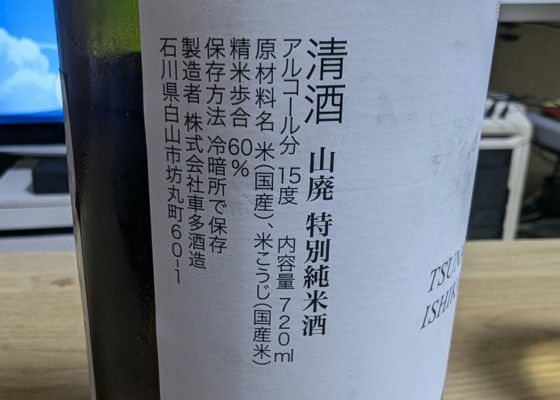 清酒 山廃 特別純米酒
アルコール分 15度 内容量 720ml
原材料名 米(国産)、米こうじ(国産米)
精米歩合 60%
保存方法 冷暗所で保存
製造者 株式会社車多酒造
石川県白山市坊丸町60-1